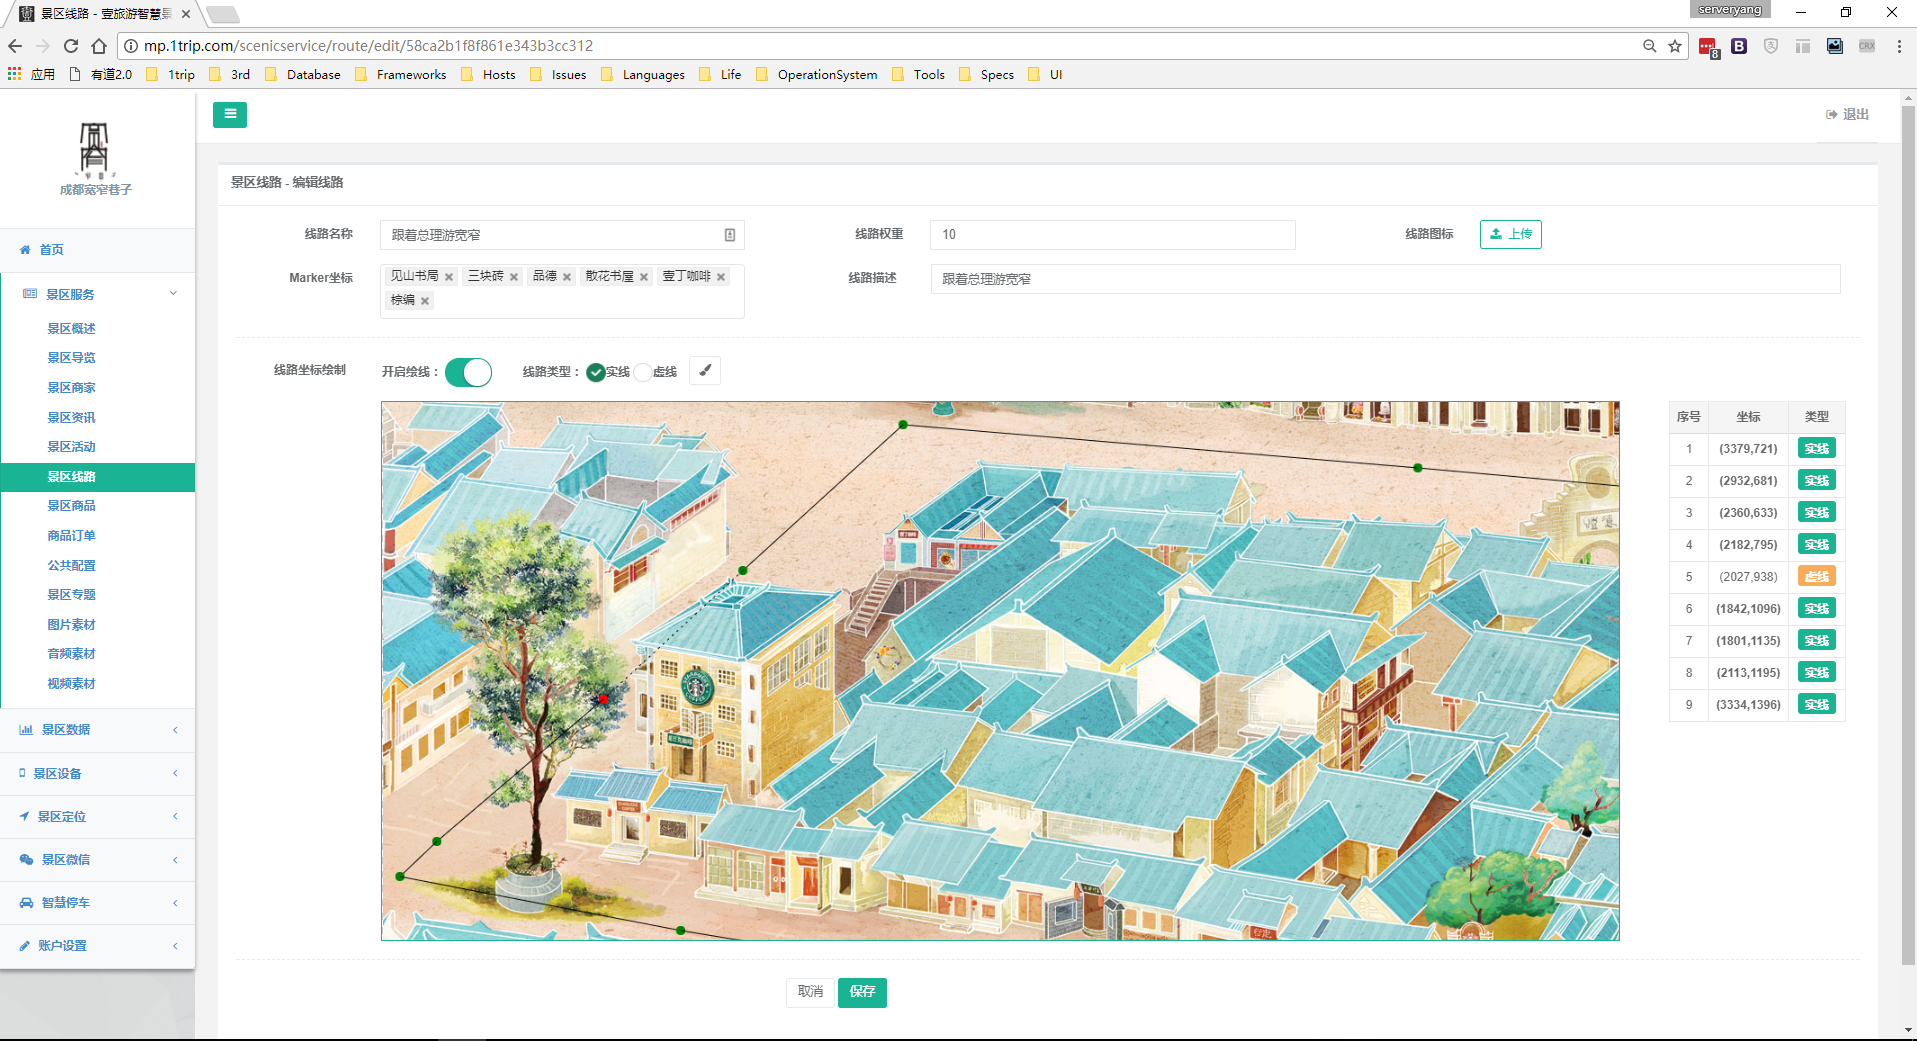 景区线路 - 壹旅游智慧景
serveryang
mp.1trip.com/scenicservice/route/edit/58ca2b1f8f861e343b3cc312
8
B
CRX
应用
有道2.0
1trip
3rd
Database
Frameworks
Hosts
Issues
Languages
Life
OperationSystem
Tools
Specs
UI
成都宽窄巷子
退出
首页
景区服务
景区概述
景区导览
景区商家
景区资讯
景区活动
景区线路
景区商品
商品订单
公共配置
景区专题
图片素材
音频素材
视频素材
景区数据
景区设备
景区定位
景区微信
智慧停车
账户设置
景区线路 - 编辑线路
线路名称 跟着总理游宽窄
线路权重 10
线路图标 上传
Marker坐标 见山书局 三块砖 品德 散花书屋 壹丁咖啡
棕编
线路描述 跟着总理游宽窄
线路坐标绘制 开启绘线： 线路类型： 实线 虚线
序号 坐标 类型
1 (3379,721) 实线
2 (2932,681) 实线
3 (2360,633) 实线
4 (2182,795) 实线
5 (2027,938) 虚线
6 (1842,1096) 实线
7 (1801,1135) 实线
8 (2113,1195) 实线
9 (3334,1396) 实线
取消 保存